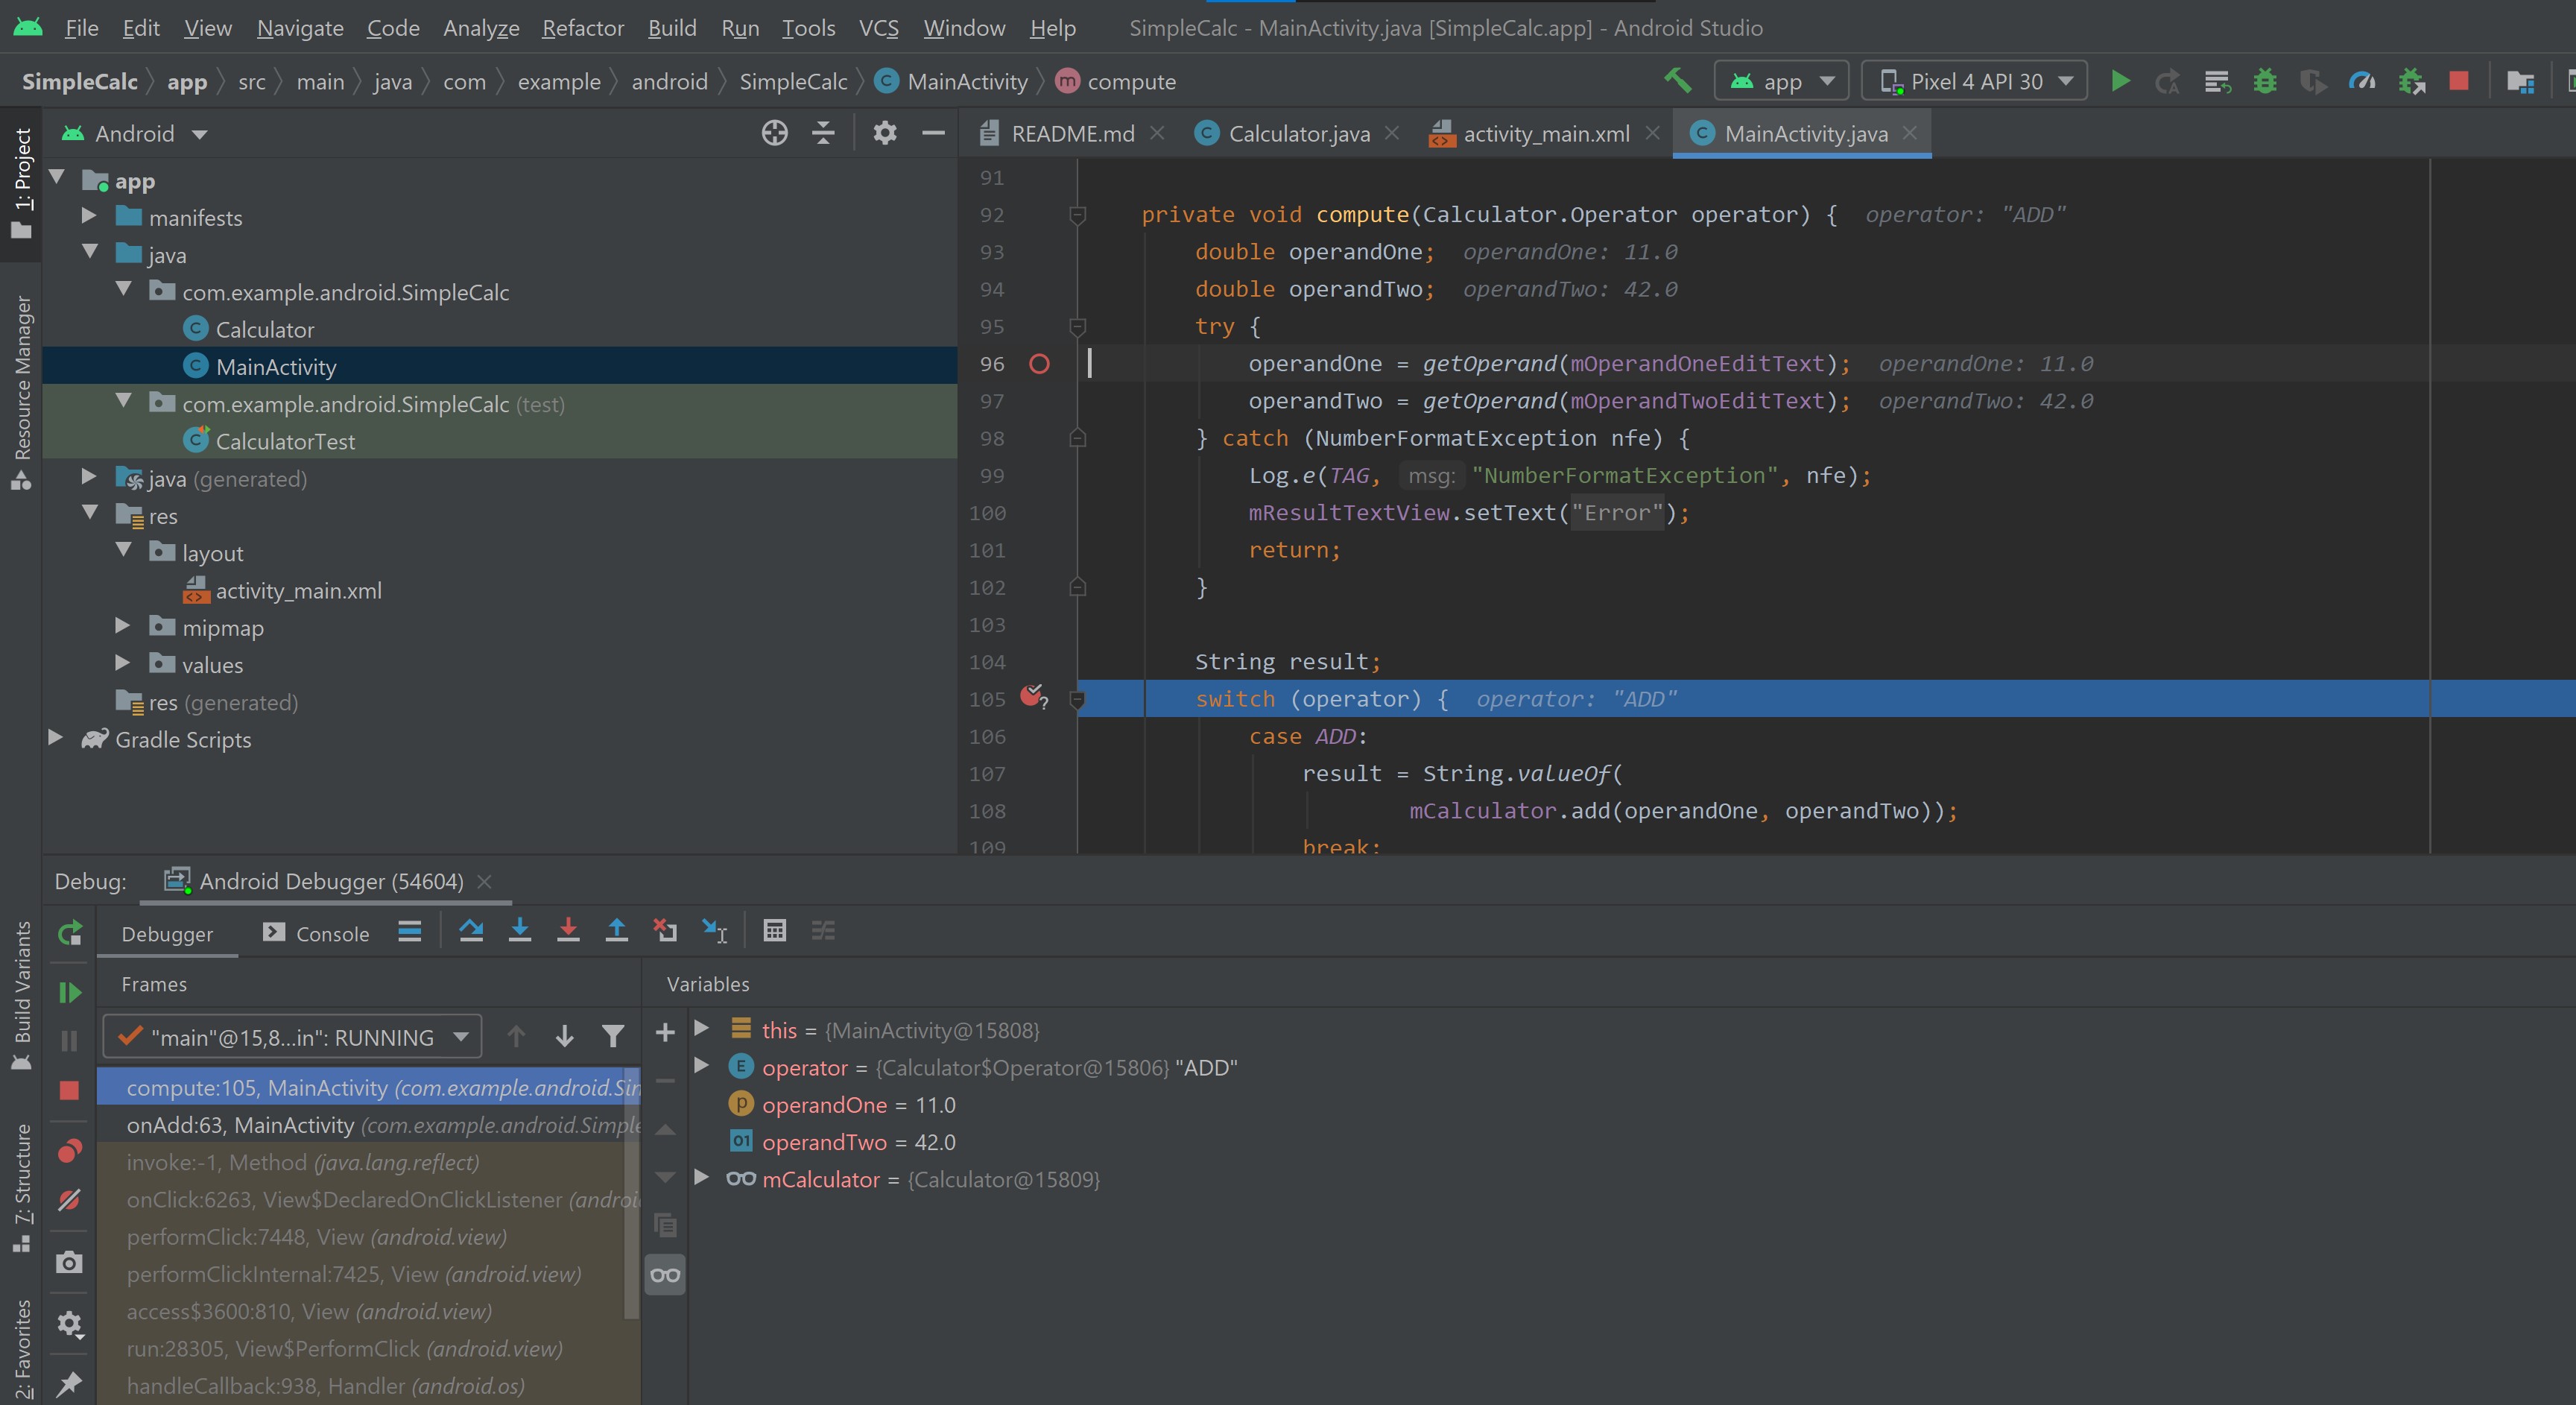 File Edit View Navigate Code Analyze Refactor Build Run Tools VCS Window Help SimpleCalc - MainActivity.java [SimpleCalc.app] - Android Studio
SimpleCalc app src main java com example android SimpleCalc C MainActivity m compute app Pixel 4 API 30
1: Project
Resource Manager
Build Variants
7: Structure
2: Favorites
Android
app
manifests
java
com.example.android.SimpleCalc
C Calculator
C MainActivity
com.example.android.SimpleCalc (test)
C CalculatorTest
java (generated)
res
layout
activity_main.xml
mipmap
values
res (generated)
Gradle Scripts
README.md C Calculator.java activity_main.xml C MainActivity.java
91
92 private void compute(Calculator.Operator operator) { operator: "ADD"
93 double operandOne; operandOne: 11.0
94 double operandTwo; operandTwo: 42.0
95 try {
96 operandOne = getOperand(mOperandOneEditText); operandOne: 11.0
97 operandTwo = getOperand(mOperandTwoEditText); operandTwo: 42.0
98 } catch (NumberFormatException nfe) {
99 Log.e(TAG, msg: "NumberFormatException", nfe);
100 mResultTextView.setText("Error");
101 return;
102 }
103
104 String result;
105 switch (operator) { operator: "ADD"
106 case ADD:
107 result = String.valueOf(
108 mCalculator.add(operandOne, operandTwo));
109 break;
Debug: Android Debugger (54604)
Debugger Console
Frames
"main"@15,8...in": RUNNING
compute:105, MainActivity (com.example.android.Sim
onAdd:63, MainActivity (com.example.android.Simple
invoke:-1, Method (java.lang.reflect)
onClick:6263, View$DeclaredOnClickListener (androi
performClick:7448, View (android.view)
performClickInternal:7425, View (android.view)
access$3600:810, View (android.view)
run:28305, View$PerformClick (android.view)
handleCallback:938, Handler (android.os)
Variables
this = {MainActivity@15808}
E operator = {Calculator$Operator@15806} "ADD"
p operandOne = 11.0
01 operandTwo = 42.0
mCalculator = {Calculator@15809}